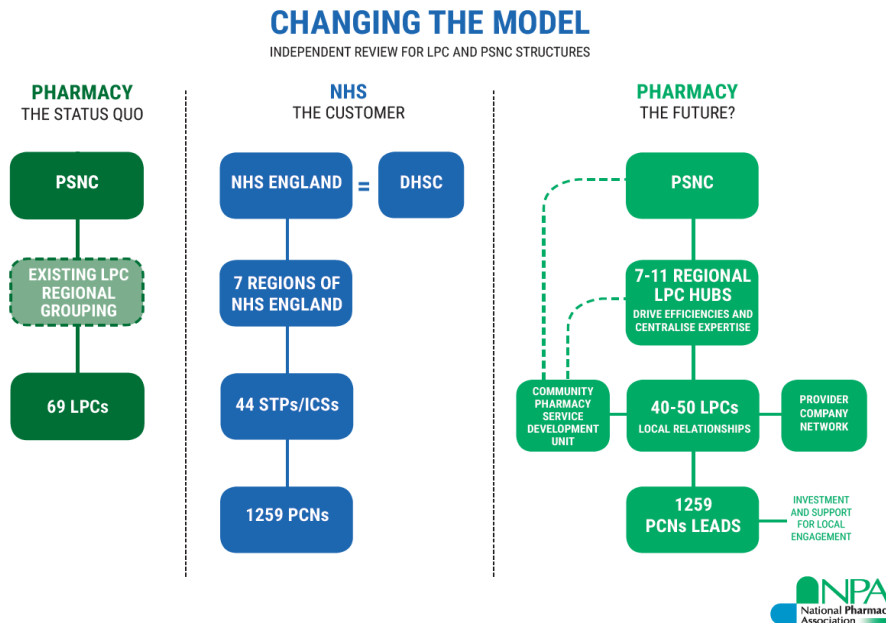 CHANGING THE MODEL
INDEPENDENT REVIEW FOR LPC AND PSNC STRUCTURES
PHARMACY
THE STATUS QUO
PSNC
EXISTING LPC
REGIONAL
GROUPING
69 LPCs
NHS
THE CUSTOMER
NHS ENGLAND
=
DHSC
7 REGIONS OF
NHS ENGLAND
44 STPs/ICSs
1259 PCNs
PHARMACY
THE FUTURE?
PSNC
7-11 REGIONAL
LPC HUBS
DRIVE EFFICIENCIES AND
CENTRALISE EXPERTISE
COMMUNITY
PHARMACY
SERVICE
DEVELOPMENT
UNIT
40-50 LPCs
LOCAL RELATIONSHIPS
PROVIDER
COMPANY
NETWORK
1259
PCNs LEADS
INVESTMENT
AND SUPPORT
FOR LOCAL
ENGAGEMENT
NPA
National Pharmac
Association